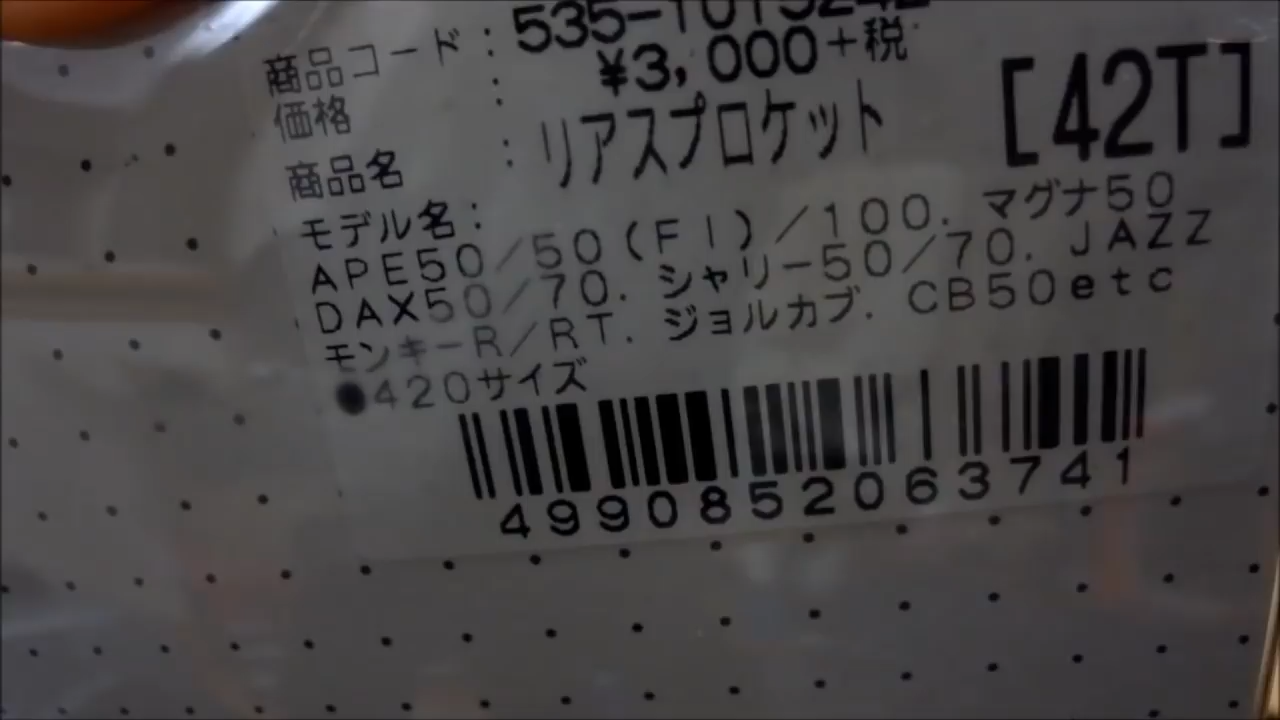 商品コード : 535-1015242
価格 : ¥3,000+税
商品名 : リアスプロケット [42T]
モデル名:
APE50/50(FI)/100. マグナ50
DAX50/70. シャリー50/70. JAZZ
モンキーR/RT. ジョルカブ. CB50etc
●420サイズ
4990852063741